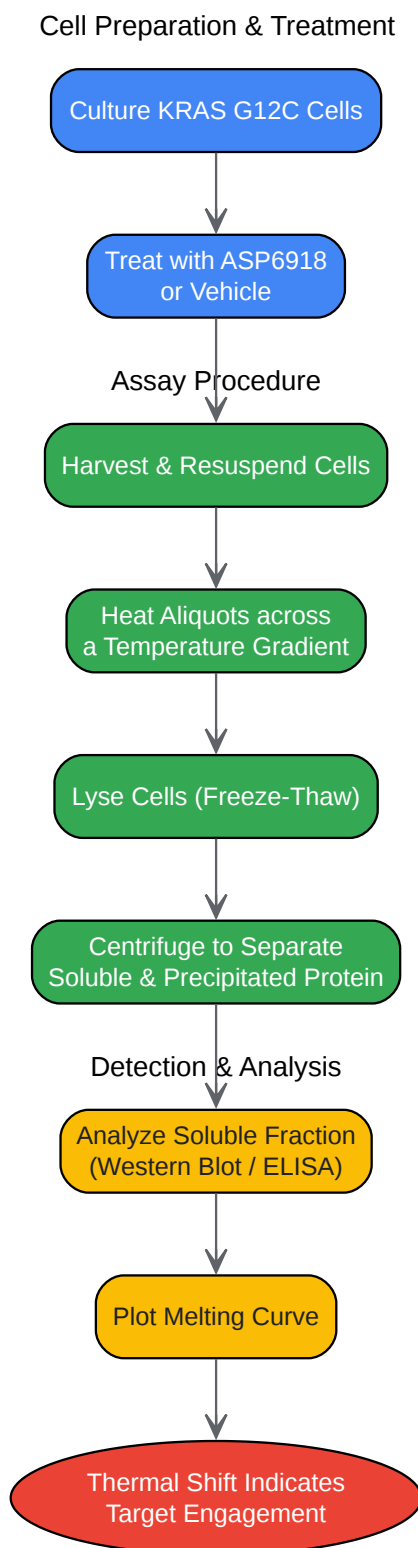 Cell Preparation & Treatment
Culture KRAS G12C Cells
Treat with ASP6918
or Vehicle
Assay Procedure
Harvest & Resuspend Cells
Heat Aliquots across
a Temperature Gradient
Lyse Cells (Freeze-Thaw)
Centrifuge to Separate
Soluble & Precipitated Protein
Detection & Analysis
Analyze Soluble Fraction
(Western Blot / ELISA)
Plot Melting Curve
Thermal Shift Indicates
Target Engagement